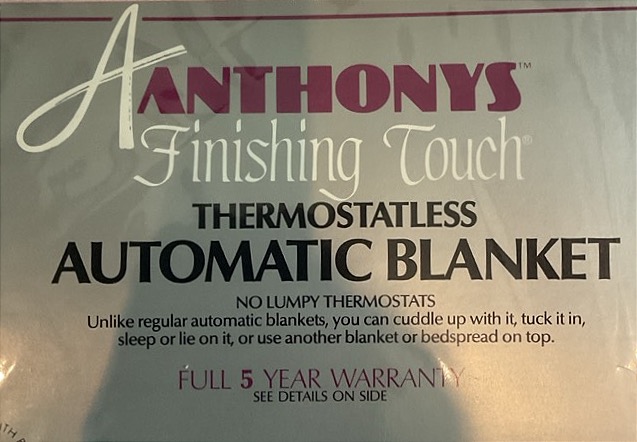 A ANTHONYS™
Finishing Touch®
THERMOSTATLESS
AUTOMATIC BLANKET
NO LUMPY THERMOSTATS
Unlike regular automatic blankets, you can cuddle up with it, tuck it in,
sleep or lie on it, or use another blanket or bedspread on top.
FULL 5 YEAR WARRANTY
SEE DETAILS ON SIDE